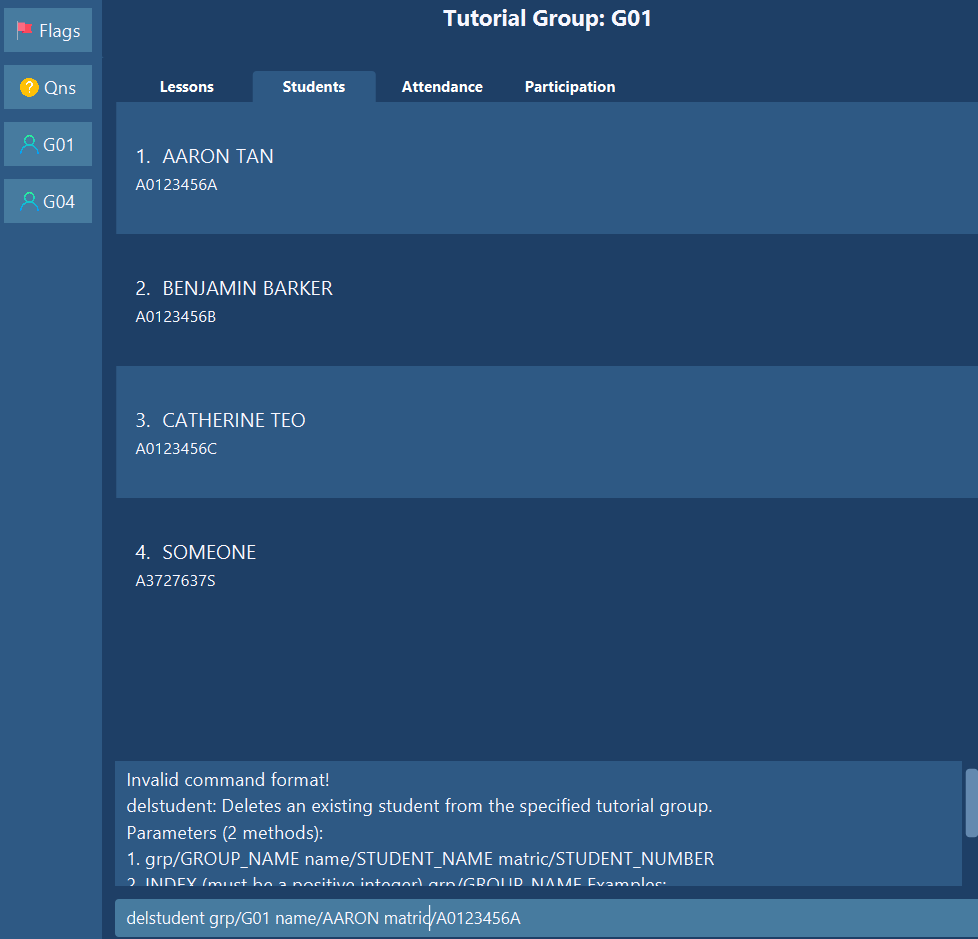 Flags
Qns
G01
G04
Tutorial Group: G01
Lessons Students Attendance Participation
1. AARON TAN
A0123456A
2. BENJAMIN BARKER
A0123456B
3. CATHERINE TEO
A0123456C
4. SOMEONE
A3727637S
Invalid command format!
delstudent: Deletes an existing student from the specified tutorial group.
Parameters (2 methods):
1. grp/GROUP_NAME name/STUDENT_NAME matric/STUDENT_NUMBER
2. INDEX (must be a positive integer) grp/GROUP_NAME Examples:
delstudent grp/G01 name/AARON matric/A0123456A